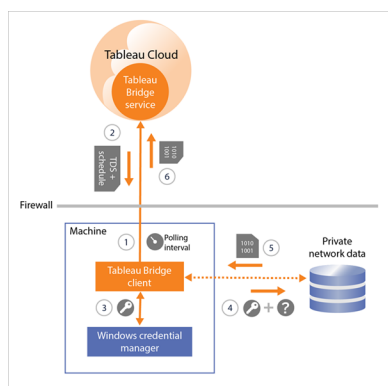 Tableau Cloud
Tableau
Bridge
service
2
TDS +
schedule
1010
1001
6
Firewall
Machine
1
Polling
interval
1010
1001
5
Private
network data
Tableau Bridge
client
3
4
+
?
Windows credential
manager